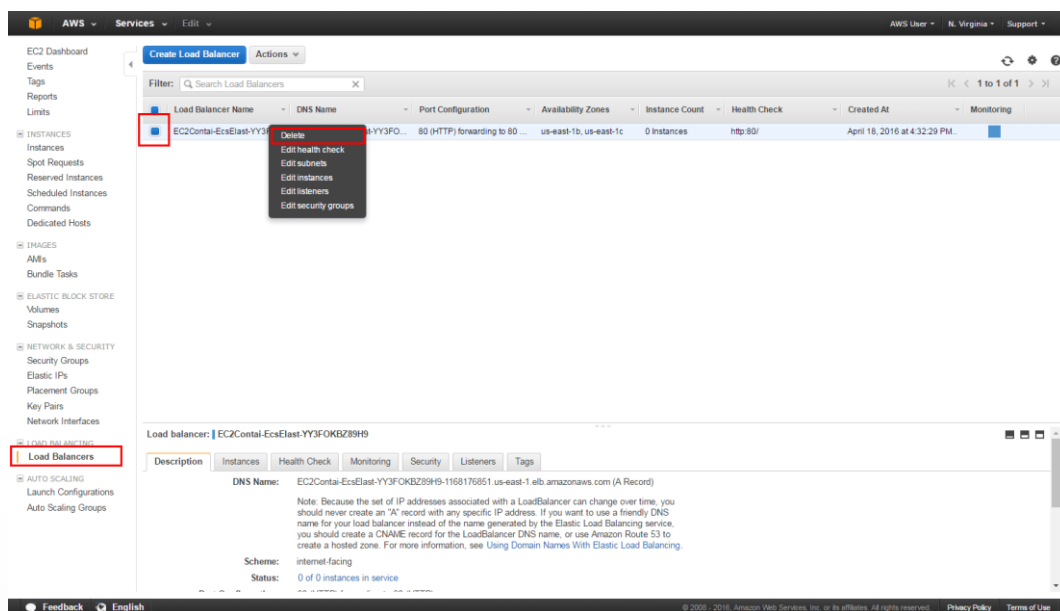 AWS Services Edit AWS User N. Virginia Support
EC2 Dashboard
Events
Tags
Reports
Limits
INSTANCES
Instances
Spot Requests
Reserved Instances
Scheduled Instances
Commands
Dedicated Hosts
IMAGES
AMIs
Bundle Tasks
ELASTIC BLOCK STORE
Volumes
Snapshots
NETWORK & SECURITY
Security Groups
Elastic IPs
Placement Groups
Key Pairs
Network Interfaces
LOAD BALANCING
Load Balancers
AUTO SCALING
Launch Configurations
Auto Scaling Groups
Create Load Balancer Actions
Filter: Search Load Balancers 1 to 1 of 1
Load Balancer Name DNS Name Port Configuration Availability Zones Instance Count Health Check Created At Monitoring
80 (HTTP) forwarding to 80 ... us-east-1b, us-east-1c 0 Instances http:80/ April 18, 2016 at 4:32:29 PM...
Delete
Edit health check
Edit subnets
Edit instances
Edit listeners
Edit security groups
Load balancer: EC2Contai-EcsElast-YY3FOKBZ89H9
Description Instances Health Check Monitoring Security Listeners Tags
DNS Name: EC2Contai-EcsElast-YY3FOKBZ89H9-1168176851.us-east-1.elb.amazonaws.com (A Record)
Note: Because the set of IP addresses associated with a LoadBalancer can change over time, you
should never create an "A" record with any specific IP address. If you want to use a friendly DNS
name for your load balancer instead of the name generated by the Elastic Load Balancing service,
you should create a CNAME record for the LoadBalancer DNS name, or use Amazon Route 53 to
create a hosted zone. For more information, see Using Domain Names With Elastic Load Balancing.
Scheme: internet-facing
Status: 0 of 0 instances in service
Feedback English © 2008 - 2016, Amazon Web Services, Inc. or its affiliates. All rights reserved. Privacy Policy Terms of Use